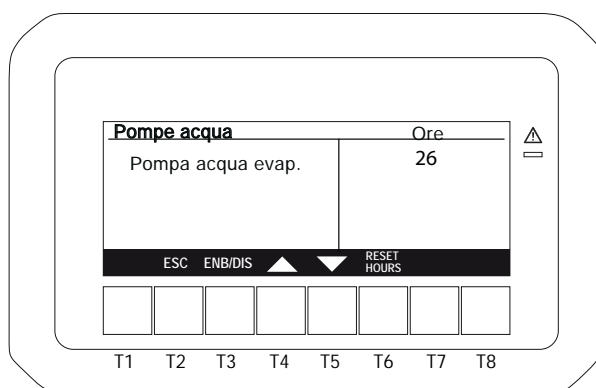 Pompe acqua Ore
Pompa acqua evap. 26
ESC ENB/DIS RESET HOURS
T1 T2 T3 T4 T5 T6 T7 T8